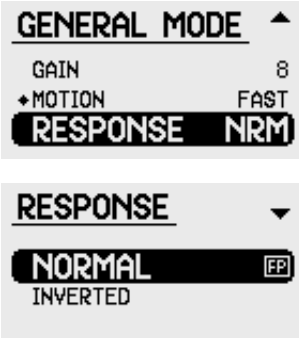 GENERAL MODE
GAIN 8
MOTION FAST
RESPONSE NRM
RESPONSE
NORMAL FP
INVERTED